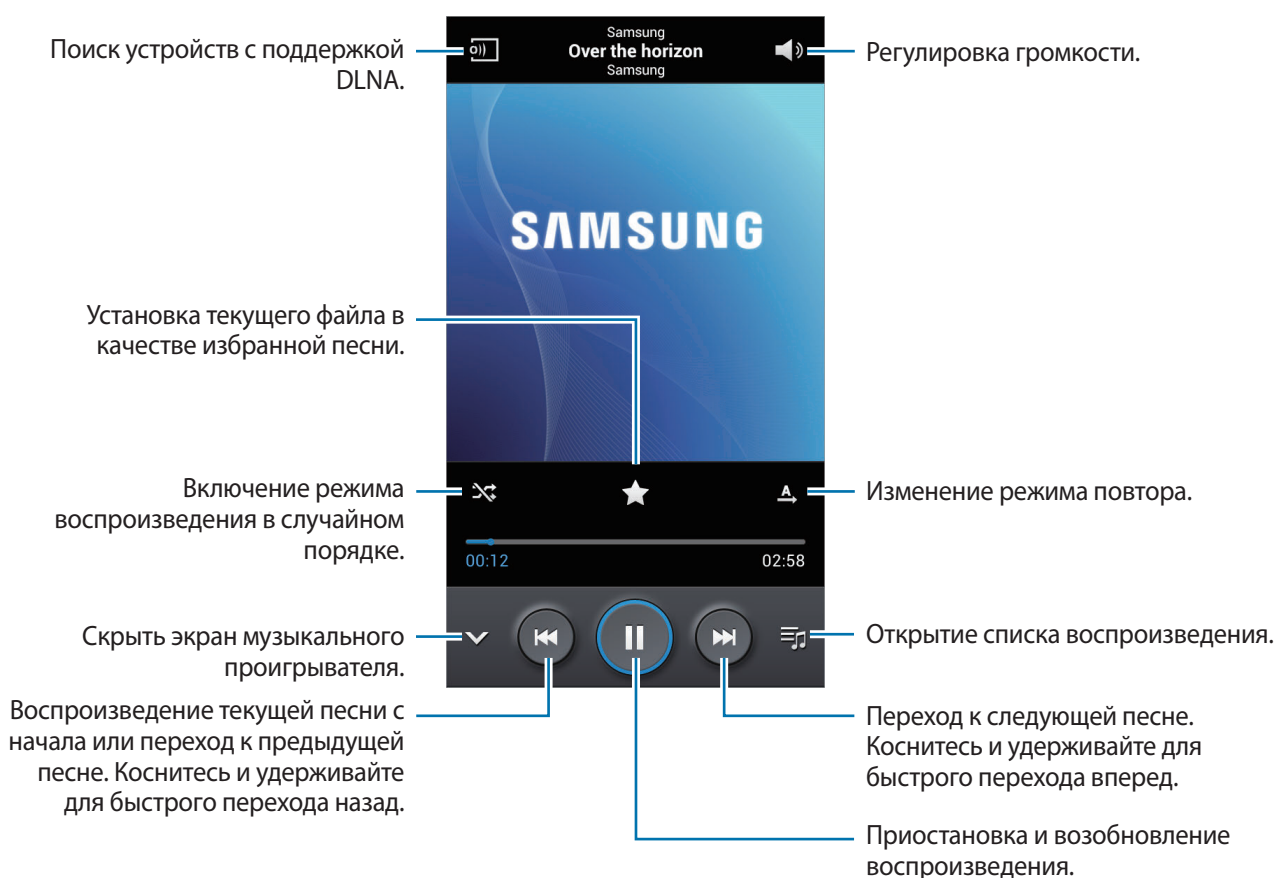 Поиск устройств с поддержкой
DLNA.
Samsung
Over the horizon
Samsung
Регулировка громкости.
SAMSUNG
Установка текущего файла в
качестве избранной песни.
Включение режима
воспроизведения в случайном
порядке.
A
Изменение режима повтора.
00:12
02:58
Скрыть экран музыкального
проигрывателя.
Открытие списка воспроизведения.
Воспроизведение текущей песни с
начала или переход к предыдущей
песне. Коснитесь и удерживайте
для быстрого перехода назад.
Переход к следующей песне.
Коснитесь и удерживайте для
быстрого перехода вперед.
Приостановка и возобновление
воспроизведения.